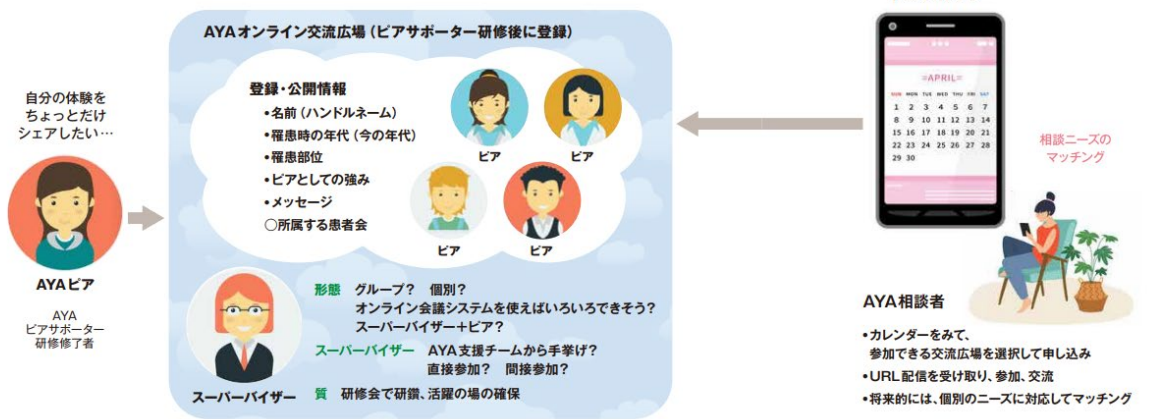 自分の体験を
ちょっとだけ
シェアしたい…
AYAピア
AYA
ピアサポーター
研修修了者
AYAオンライン交流広場（ピアサポーター研修後に登録）
登録・公開情報
•名前（ハンドルネーム）
•罹患時の年代（今の年代）
•罹患部位
•ピアとしての強み
•メッセージ
○所属する患者会
ピア
ピア
ピア
ピア
スーパーバイザー
形態 グループ？ 個別？
オンライン会議システムを使えばいろいろできそう？
スーパーバイザー＋ピア？
スーパーバイザー AYA支援チームから手挙げ？
直接参加？ 間接参加？
質 研修会で研鑽、活躍の場の確保
=APRIL=
SUN MON TUE WED THU FRI SAT
1 2 3 4 5 6 7
8 9 10 11 12 13 14
15 16 17 18 19 20 21
22 23 24 25 26 27 28
29 30
相談ニーズの
マッチング
AYA相談者
•カレンダーをみて、
参加できる交流広場を選択して申し込み
•URL配信を受け取り、参加、交流
•将来的には、個別のニーズに対応してマッチング